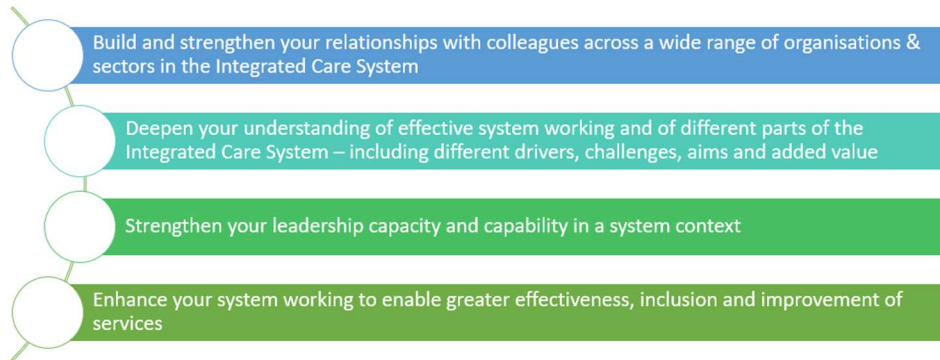 Build and strengthen your relationships with colleagues across a wide range of organisations &
sectors in the Integrated Care System
Deepen your understanding of effective system working and of different parts of the
Integrated Care System – including different drivers, challenges, aims and added value
Strengthen your leadership capacity and capability in a system context
Enhance your system working to enable greater effectiveness, inclusion and improvement of
services